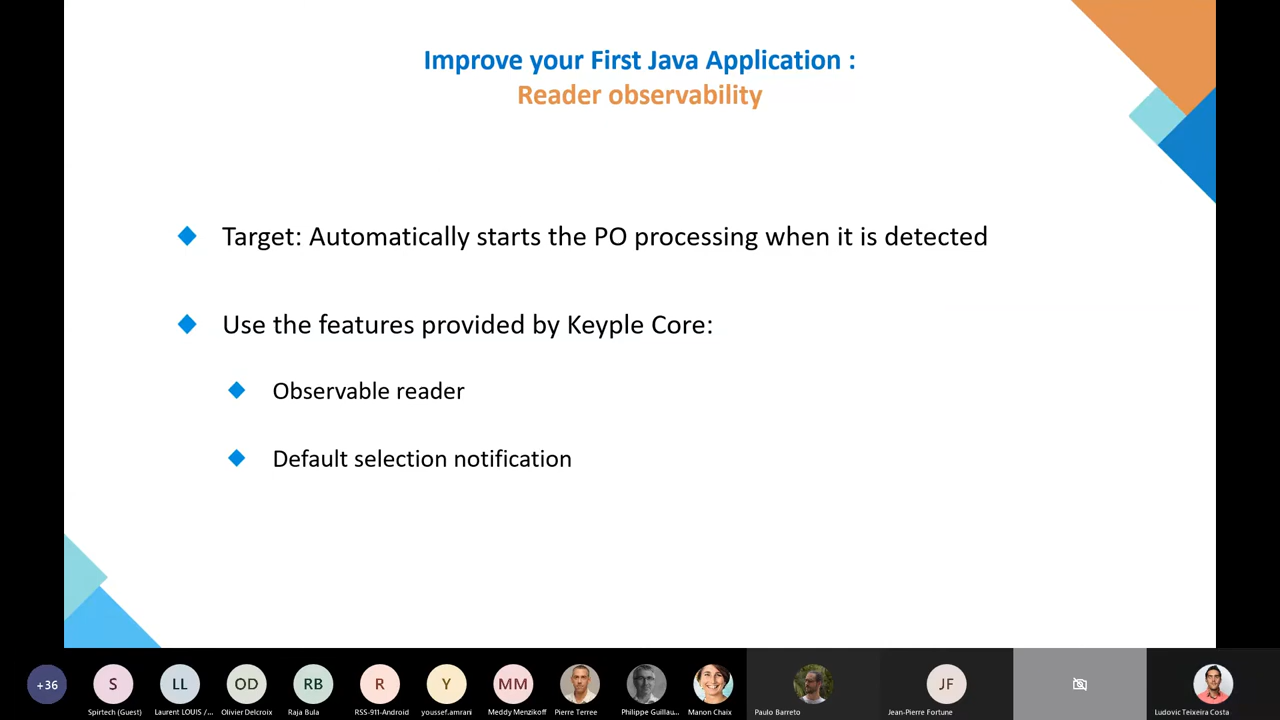 Improve your First Java Application :
Reader observability
Target: Automatically starts the PO processing when it is detected
Use the features provided by Keyple Core:
Observable reader
Default selection notification
+36
S
LL
OD
RB
R
Y
MM
JF
Spirtech (Guest)
Laurent LOUIS /...
Olivier Delcroix
Raja Bula
RSS-911-Android
youssef.amrani
Meddy Menzikoff
Pierre Terree
Philippe Guillau...
Manon Chaix
Paulo Barreto
Jean-Pierre Fortune
Ludovic Teixeira Costa